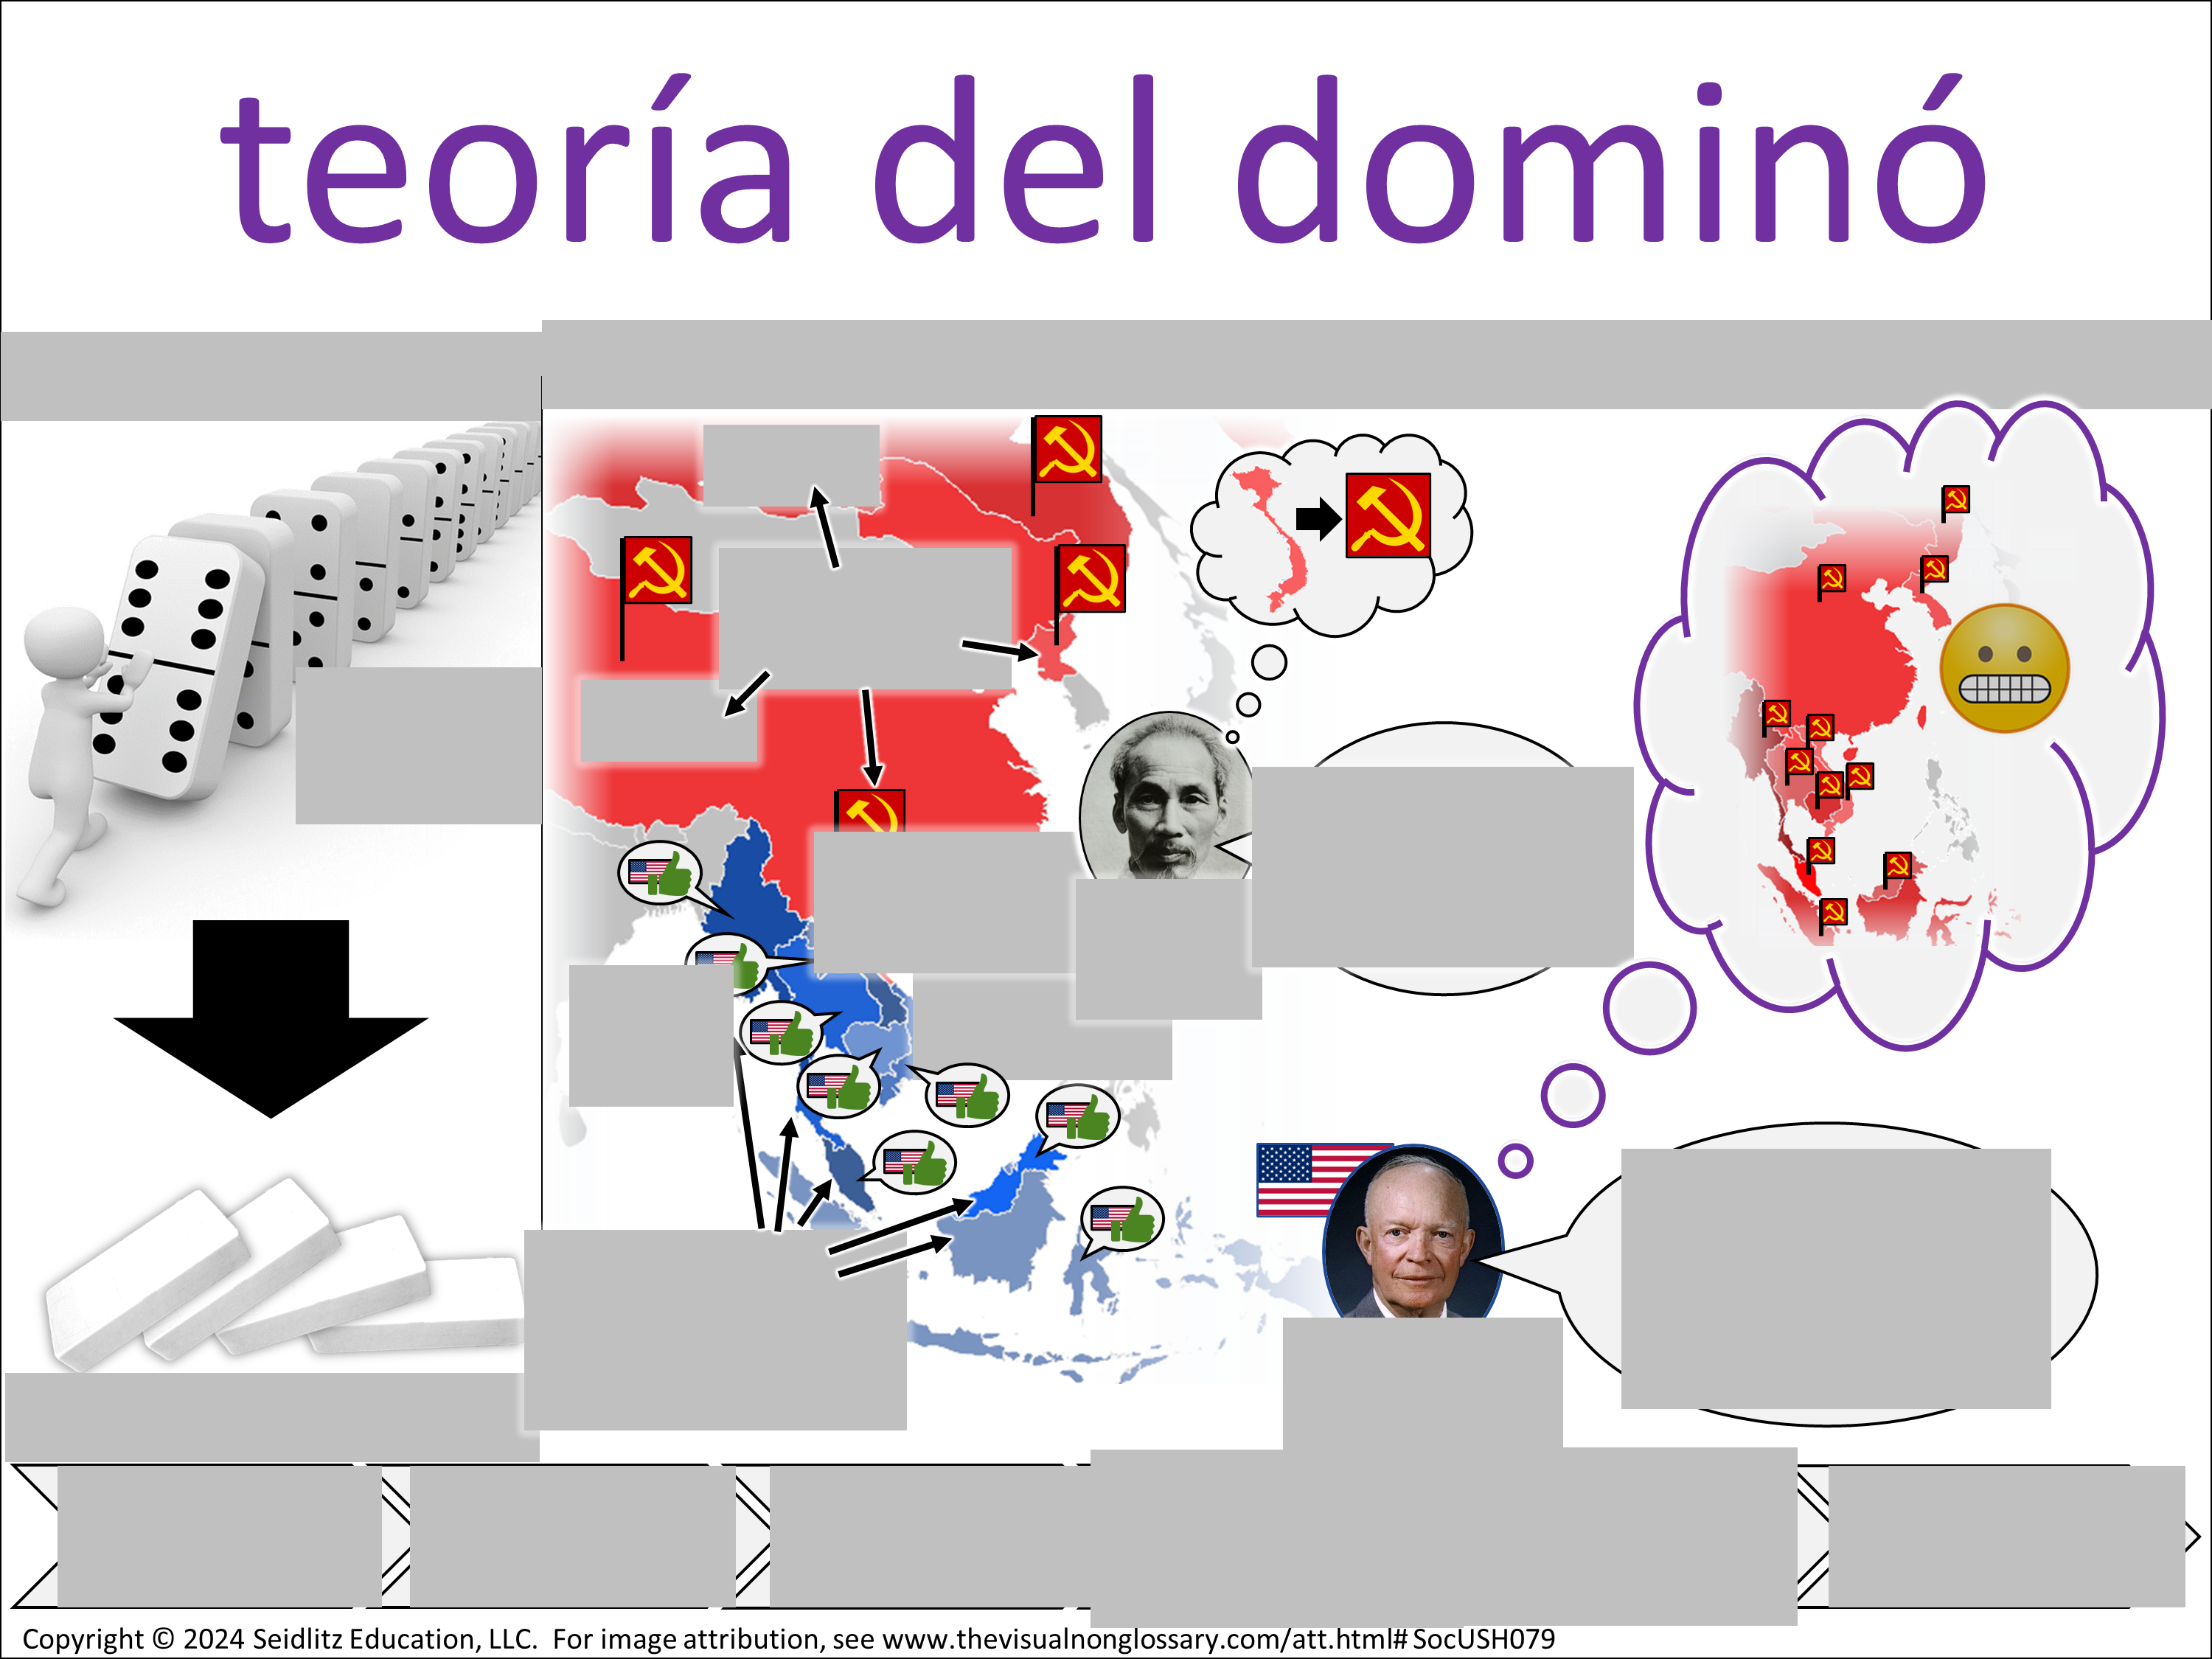 teoría del dominó
Copyright © 2024 Seidlitz Education, LLC.  For image attribution, see www.thevisualnonglossary.com/att.html# SocUSH079